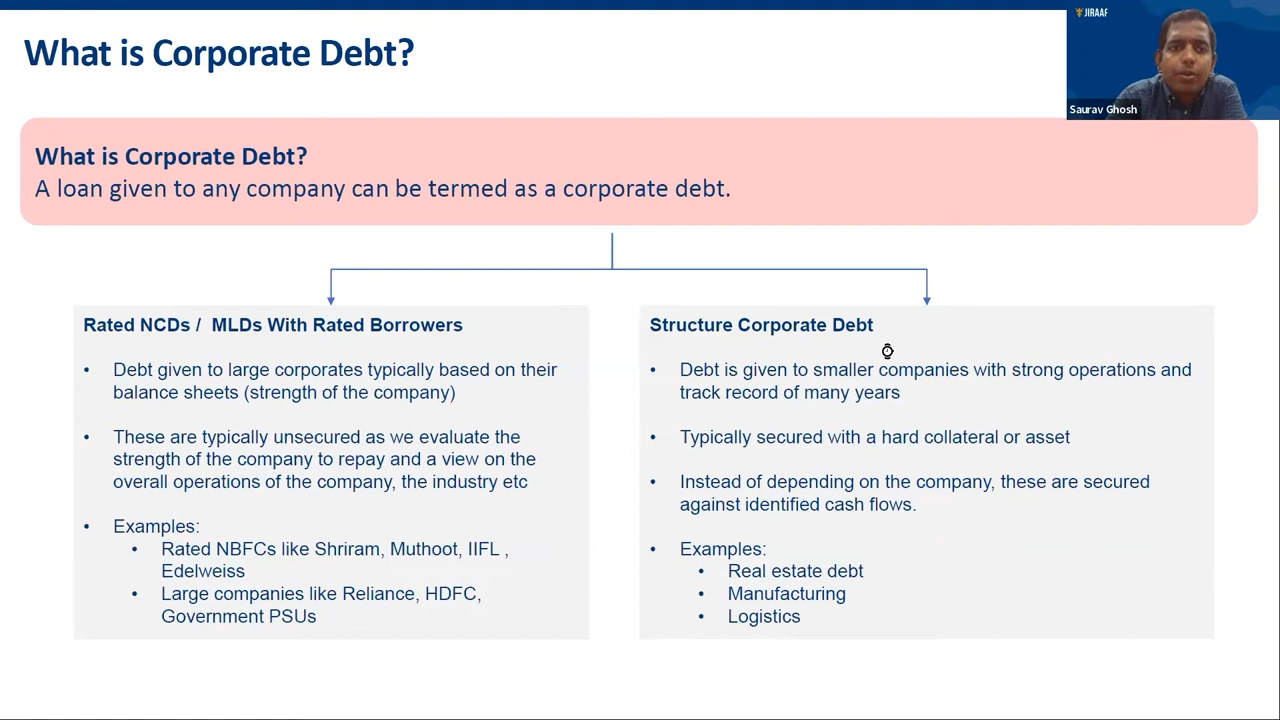 What is Corporate Debt?
JIRAAF
Saurav Ghosh
What is Corporate Debt?
A loan given to any company can be termed as a corporate debt.
Rated NCDs /  MLDs With Rated Borrowers
• Debt given to large corporates typically based on their
balance sheets (strength of the company)
• These are typically unsecured as we evaluate the
strength of the company to repay and a view on the
overall operations of the company, the industry etc
• Examples:
• Rated NBFCs like Shriram, Muthoot, IIFL ,
Edelweiss
• Large companies like Reliance, HDFC,
Government PSUs
Structure Corporate Debt
• Debt is given to smaller companies with strong operations and
track record of many years
• Typically secured with a hard collateral or asset
• Instead of depending on the company, these are secured
against identified cash flows.
• Examples:
• Real estate debt
• Manufacturing
• Logistics